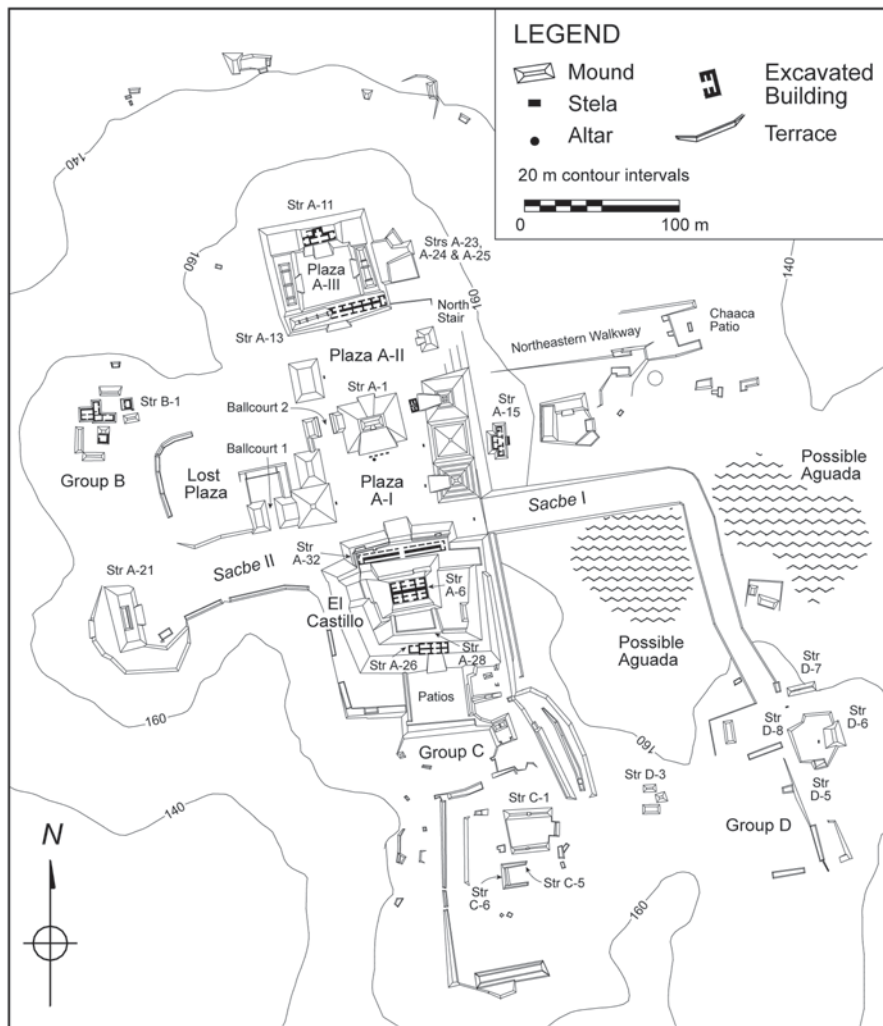 LEGEND
Mound
Stela
Altar
Excavated
Building
Terrace
20 m contour intervals
0
100 m
140
160
Str A-11
Strs A-23,
A-24 & A-25
Plaza
A-III
Str A-13
North
Stair
160
140
Chaaca
Patio
Northeastern Walkway
Plaza A-II
Str A-1
Str
A-15
Str B-1
Ballcourt 2
Ballcourt 1
Group B
Lost
Plaza
Plaza
A-I
Sacbe I
Possible
Aguada
Possible
Aguada
Str
A-32
Sacbe II
Str A-21
Str
A-6
El
Castillo
Str
A-28
Str A-26
Patios
Group C
160
160
140
Str
D-7
Str
D-8
Str
D-6
Str
D-5
Str D-3
Group D
Str C-1
Str C-5
Str
C-6
160
N